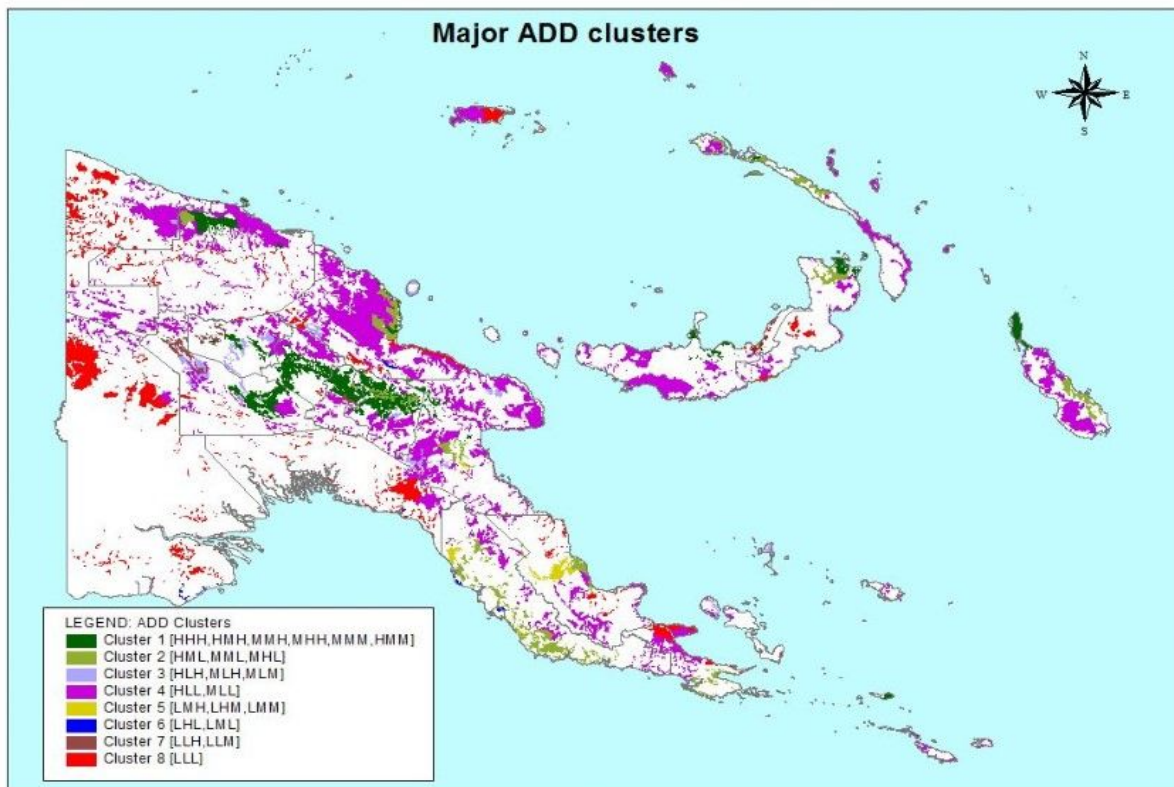 Major ADD clusters
N
W E
S
LEGEND: ADD Clusters
Cluster 1 [HHH,HMH,MMH,MHH,MMM,HMM]
Cluster 2 [HML,MML,MHL]
Cluster 3 [HLH,MLH,MLM]
Cluster 4 [HLL,MLL]
Cluster 5 [LMH,LHM,LMM]
Cluster 6 [LHL,LML]
Cluster 7 [LLH,LLM]
Cluster 8 [LLL]